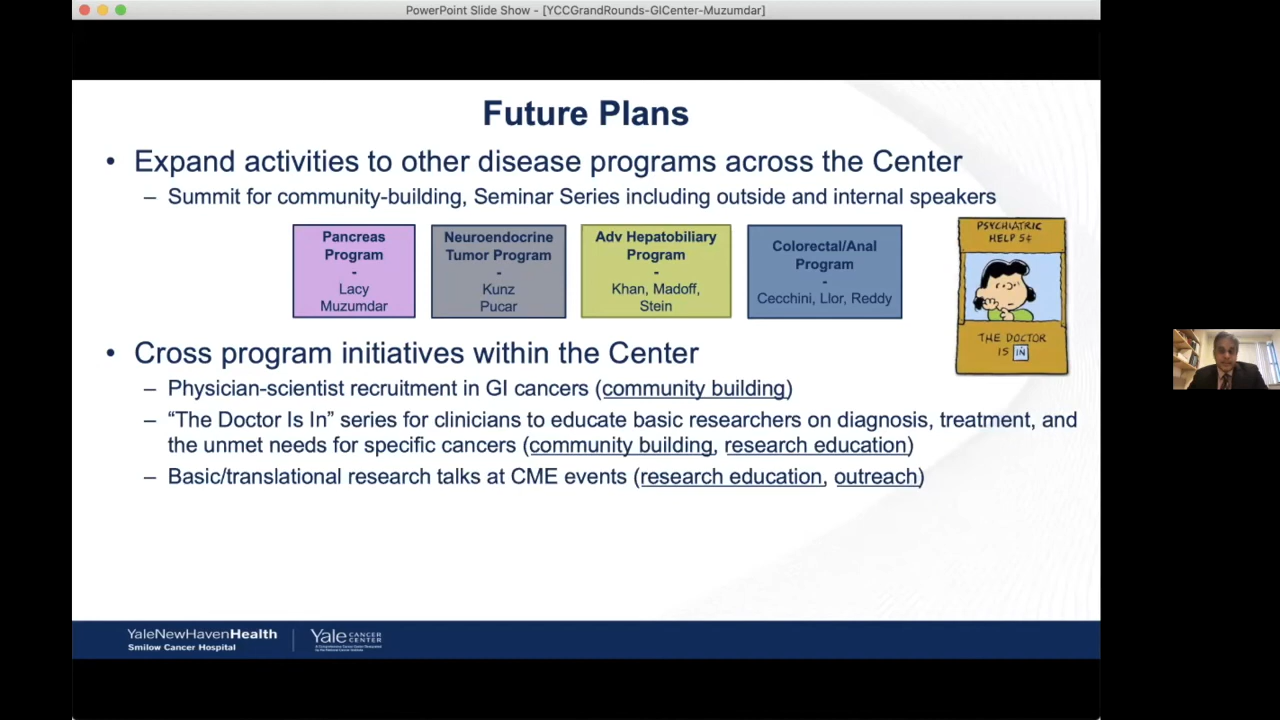 PowerPoint Slide Show - [YCCGrandRounds-GICenter-Muzumdar]
Future Plans
• Expand activities to other disease programs across the Center
– Summit for community-building, Seminar Series including outside and internal speakers
Pancreas
Program
-
Lacy
Muzumdar
Neuroendocrine
Tumor Program
-
Kunz
Pucar
Adv Hepatobiliary
Program
-
Khan, Madoff,
Stein
Colorectal/Anal
Program
-
Cecchini, Llor, Reddy
PSYCHIATRIC
HELP 5¢
THE DOCTOR
IS IN
• Cross program initiatives within the Center
– Physician-scientist recruitment in GI cancers (community building)
– “The Doctor Is In” series for clinicians to educate basic researchers on diagnosis, treatment, and
the unmet needs for specific cancers (community building, research education)
– Basic/translational research talks at CME events (research education, outreach)
YaleNewHavenHealth
Smilow Cancer Hospital
Yale CANCER
CENTER